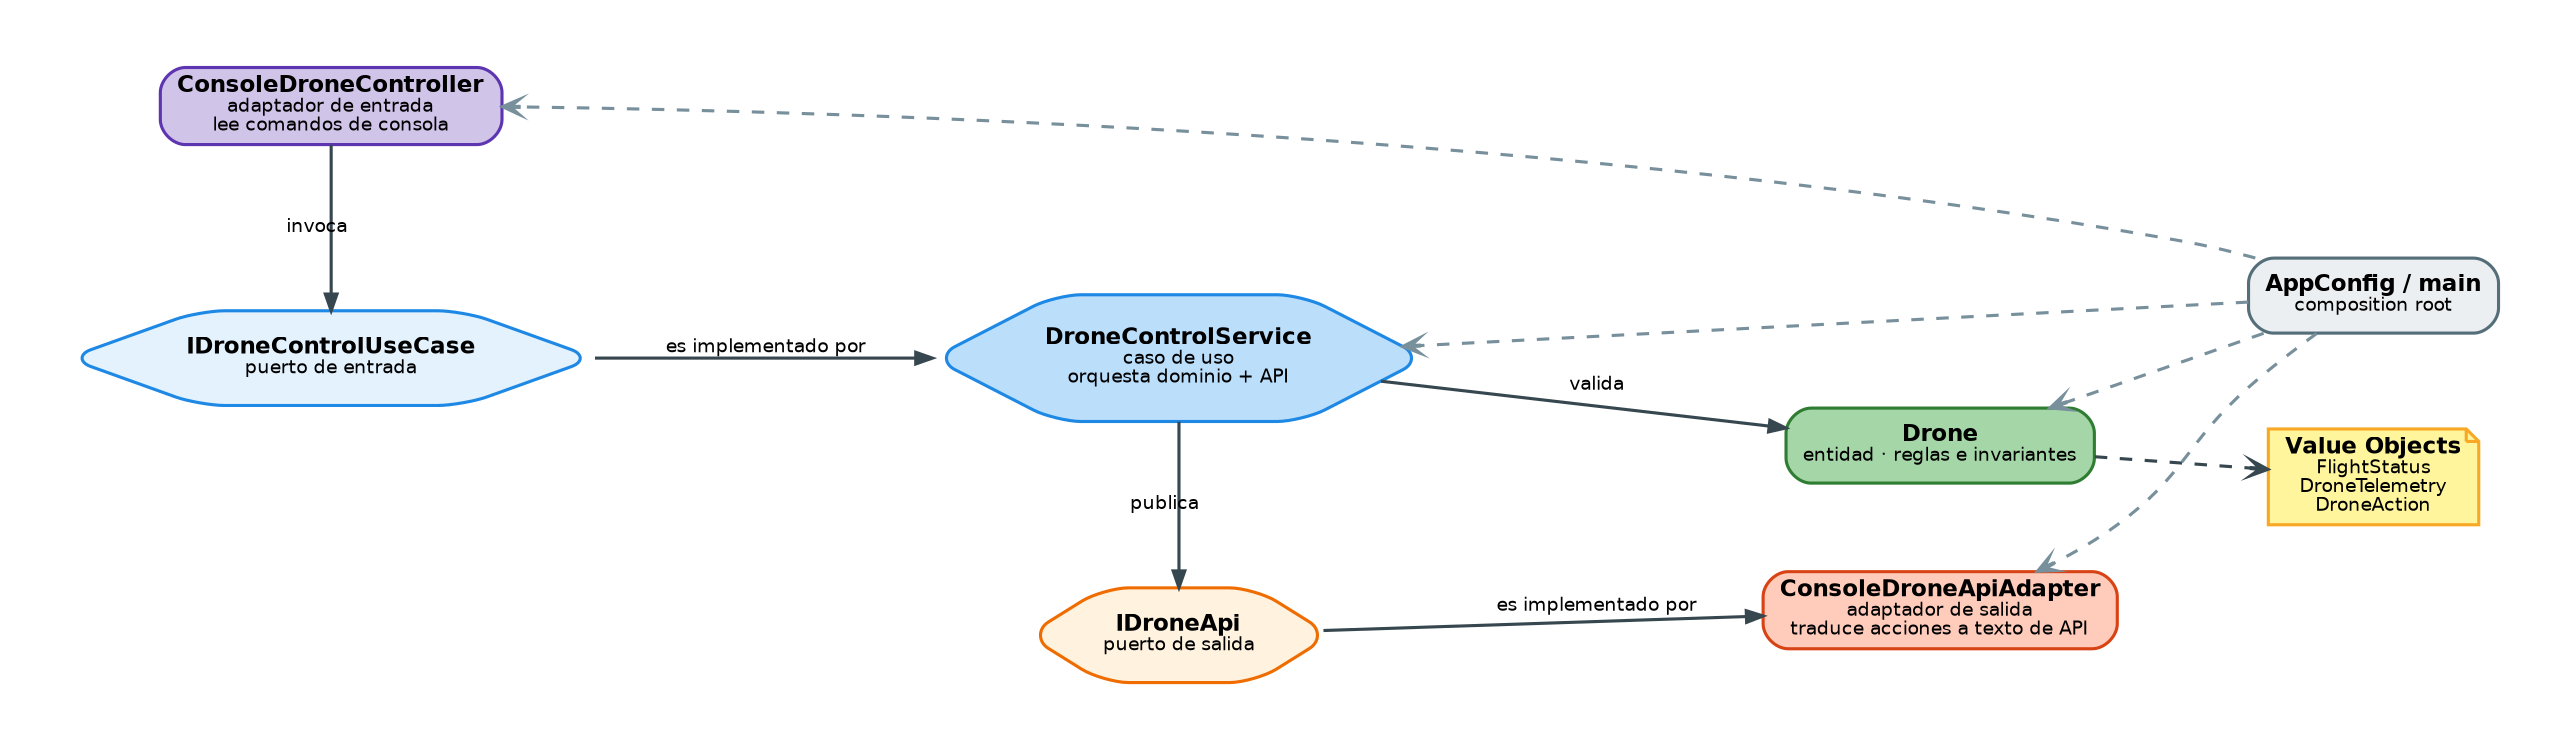 ConsoleDroneController
adaptador de entrada
lee comandos de consola
invoca
AppConfig / main
composition root
IDroneControlUseCase
puerto de entrada
es implementado por
DroneControlService
caso de uso
orquesta dominio + API
valida
Drone
entidad · reglas e invariantes
Value Objects
FlightStatus
DroneTelemetry
DroneAction
publica
IDroneApi
puerto de salida
es implementado por
ConsoleDroneApiAdapter
adaptador de salida
traduce acciones a texto de API